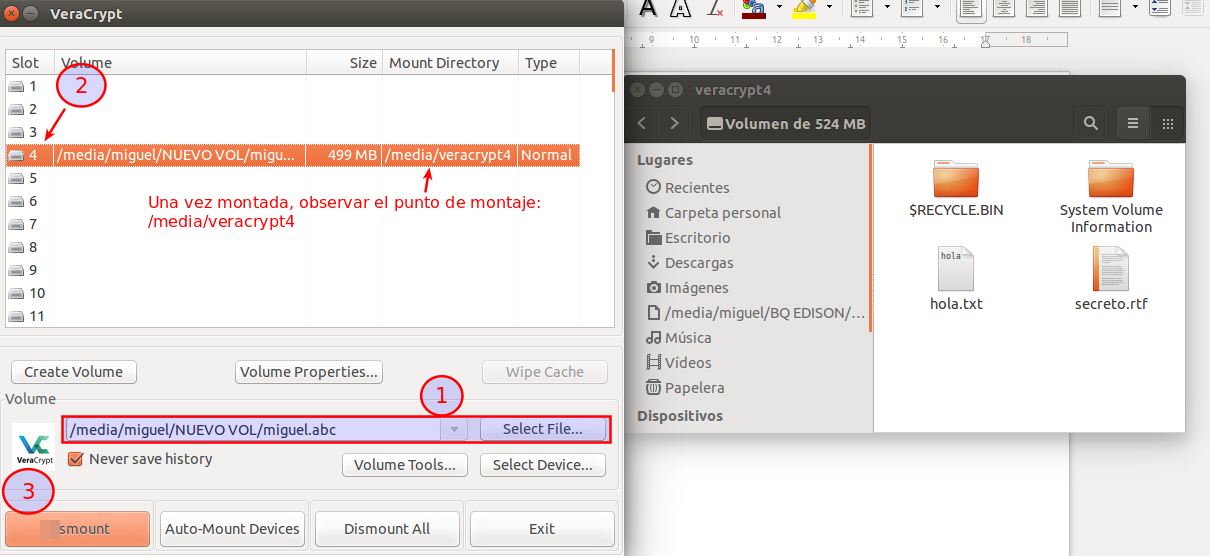 VeraCrypt
Slot Volume Size Mount Directory Type
1
2
2
3
4 /media/miguel/NUEVO VOL/migu... 499 MB /media/veracrypt4 Normal
5
6
7
8
9
10
11
Una vez montada, observar el punto de montaje:
/media/veracrypt4
Create Volume Volume Properties... Wipe Cache
Volume
1
/media/miguel/NUEVO VOL/miguel.abc Select File...
VeraCrypt
Never save history
Volume Tools... Select Device...
3
smount Auto-Mount Devices Dismount All Exit
A A I
9 10 11 12 13 14 15 16 17 18
veracrypt4
Volumen de 524 MB
Lugares
Recientes
Carpeta personal
Escritorio
Descargas
Imágenes
/media/miguel/BQ EDISON/...
Música
Vídeos
Papelera
Dispositivos
$RECYCLE.BIN
System Volume
Information
hola
hola.txt
secreto.rtf